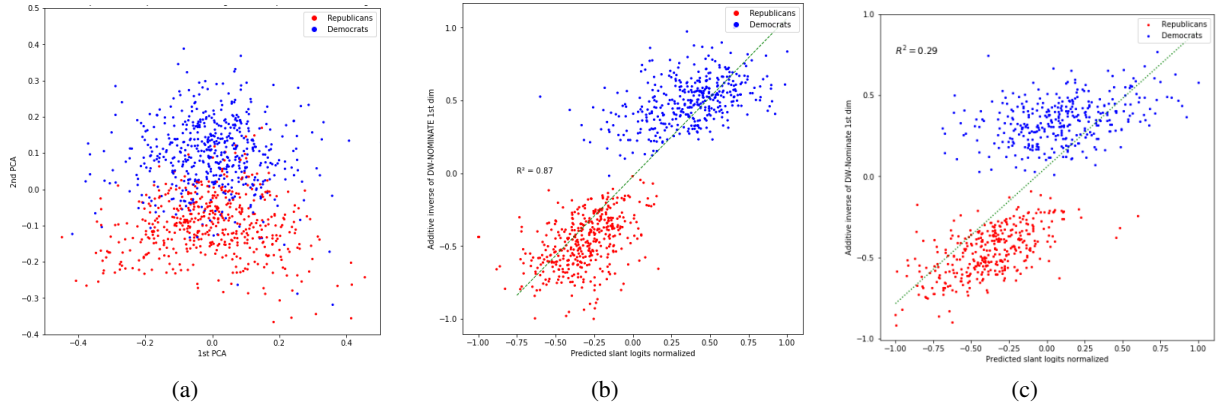 Republicans
Democrats
0.5
0.4
0.3
0.2
0.1
0.0
−0.1
−0.2
−0.3
−0.4
2nd PCA
−0.4
−0.2
0.0
0.2
0.4
1st PCA
(a)
Republicans
Democrats
R² = 0.87
1.0
0.5
0.0
−0.5
−1.0
Additive inverse of DW-NOMINATE 1st dim
−1.00
−0.75
−0.50
−0.25
0.00
0.25
0.50
0.75
1.00
Predicted slant logits normalized
(b)
Republicans
Democrats
R² = 0.29
1.0
0.5
0.0
−0.5
−1.0
Additive inverse of DW-Nominate 1st dim
−1.00
−0.75
−0.50
−0.25
0.00
0.25
0.50
0.75
1.00
Predicted slant logits normalized
(c)